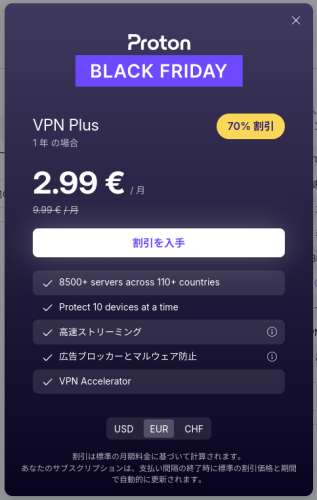 Proton
BLACK FRIDAY
VPN Plus
70% 割引
1 年 の場合
2.99 € / 月
9.99 € / 月
割引を入手
8500+ servers across 110+ countries
Protect 10 devices at a time
高速ストリーミング
広告ブロッカーとマルウェア防止
VPN Accelerator
USD EUR CHF
割引は標準の月額料金に基づいて計算されます。
あなたのサブスクリプションは、支払い間隔の終了時に標準の割引価格と期間
で自動的に更新されます。